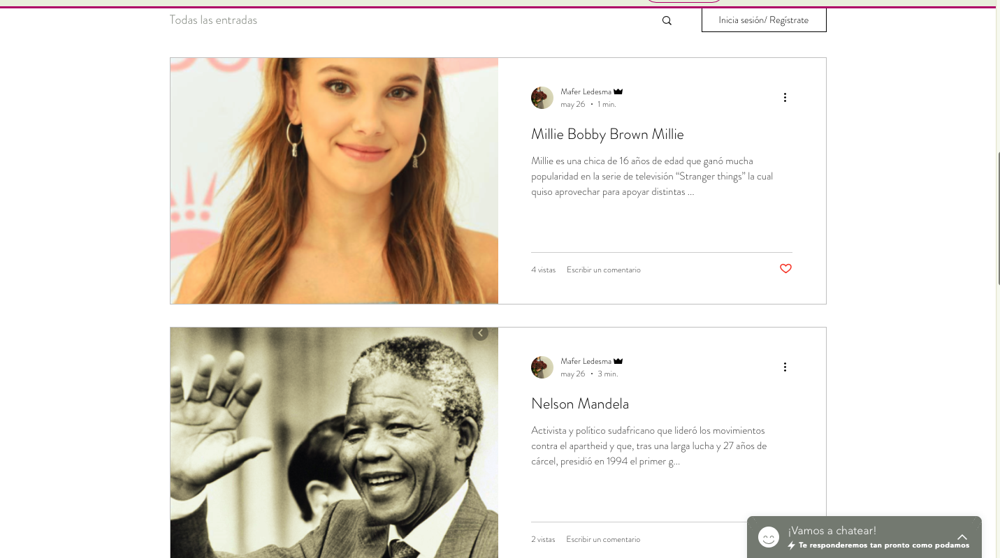 Todas las entradas
Inicia sesión/ Regístrate
Mafer Ledesma
may 26 • 1 min.
Millie Bobby Brown Millie
Millie es una chica de 16 años de edad que ganó mucha
popularidad en la serie de televisión “Stranger things” la cual
quiso aprovechar para apoyar distintas ...
4 vistas Escribir un comentario
Mafer Ledesma
may 26 • 3 min.
Nelson Mandela
Activista y político sudafricano que lideró los movimientos
contra el apartheid y que, tras una larga lucha y 27 años de
cárcel, presidió en 1994 el primer g...
2 vistas Escribir un comentario
¡Vamos a chatear!
Te responderemos tan pronto como podamos